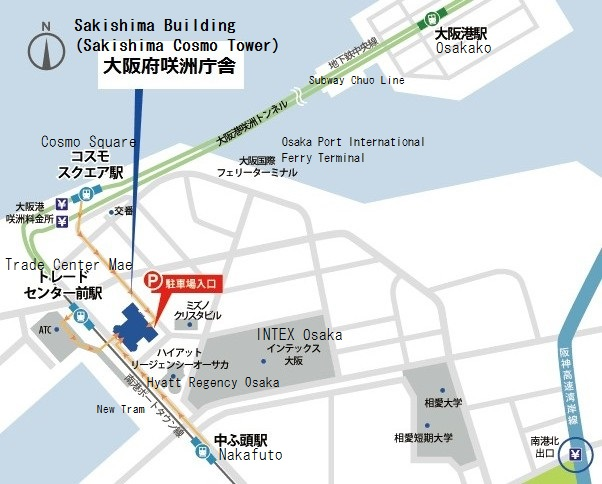 N
Sakishima Building
(Sakishima Cosmo Tower)
大阪府咲洲庁舎
大阪港駅
Osakako
地下鉄中央線
Subway Chuo Line
大阪港咲洲トンネル
Cosmo Square
コスモ
スクエア駅
Osaka Port International
Ferry Terminal
大阪国際
フェリーターミナル
大阪港
咲洲料金所
¥
¥
交番
Trade Center Mae
トレード
センター前駅
P
駐車場入口
ミズノ
クリスタビル
ATC
INTEX Osaka
インテックス
大阪
ハイアット
リージェンシーオーサカ
Hyatt Regency Osaka
New Tram
南港ポートタウン線
中ふ頭駅
Nakafuto
相愛大学
相愛短期大学
阪神高速湾岸線
南港北
出口
¥